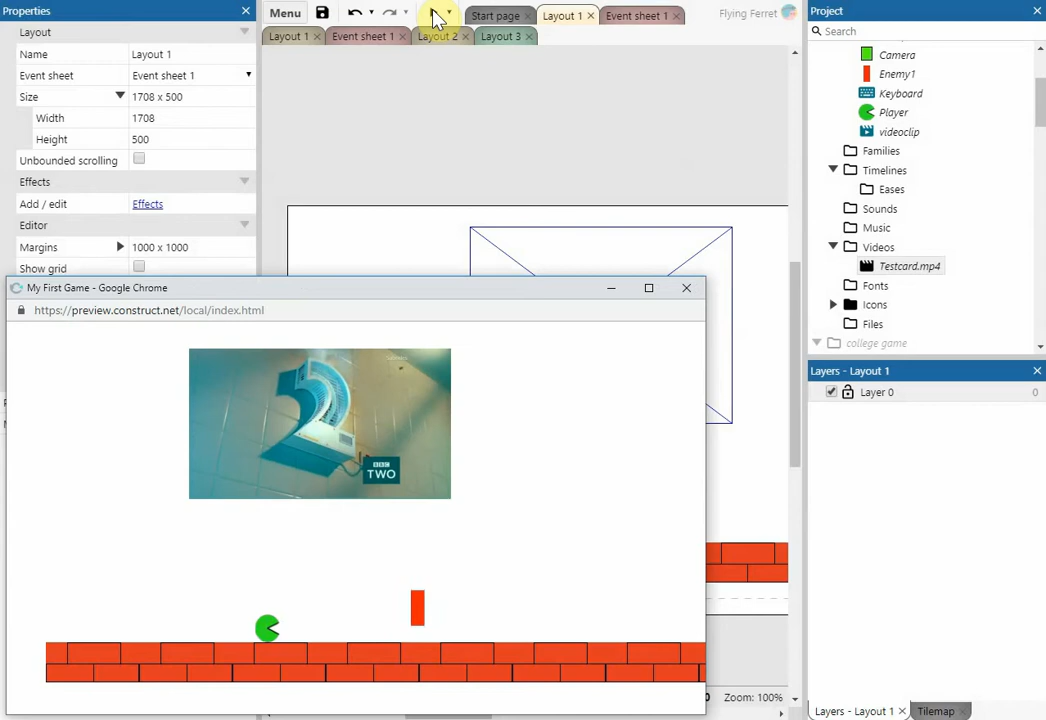 Properties
Layout
Name Layout 1
Event sheet Event sheet 1
Size 1708 x 500
Width 1708
Height 500
Unbounded scrolling
Effects
Add / edit Effects
Editor
Margins 1000 x 1000
Show grid
Menu
Start page
Layout 1
Event sheet 1
Flying Ferret
Layout 1
Event sheet 1
Layout 2
Layout 3
My First Game - Google Chrome
https://preview.construct.net/local/index.html
BBC
TWO
Zoom: 100%
Project
Search
Camera
Enemy1
Keyboard
Player
videoclip
Families
Timelines
Eases
Sounds
Music
Videos
Testcard.mp4
Fonts
Icons
Files
college game
Layers - Layout 1
Layer 0 0
Layers - Layout 1
Tilemap